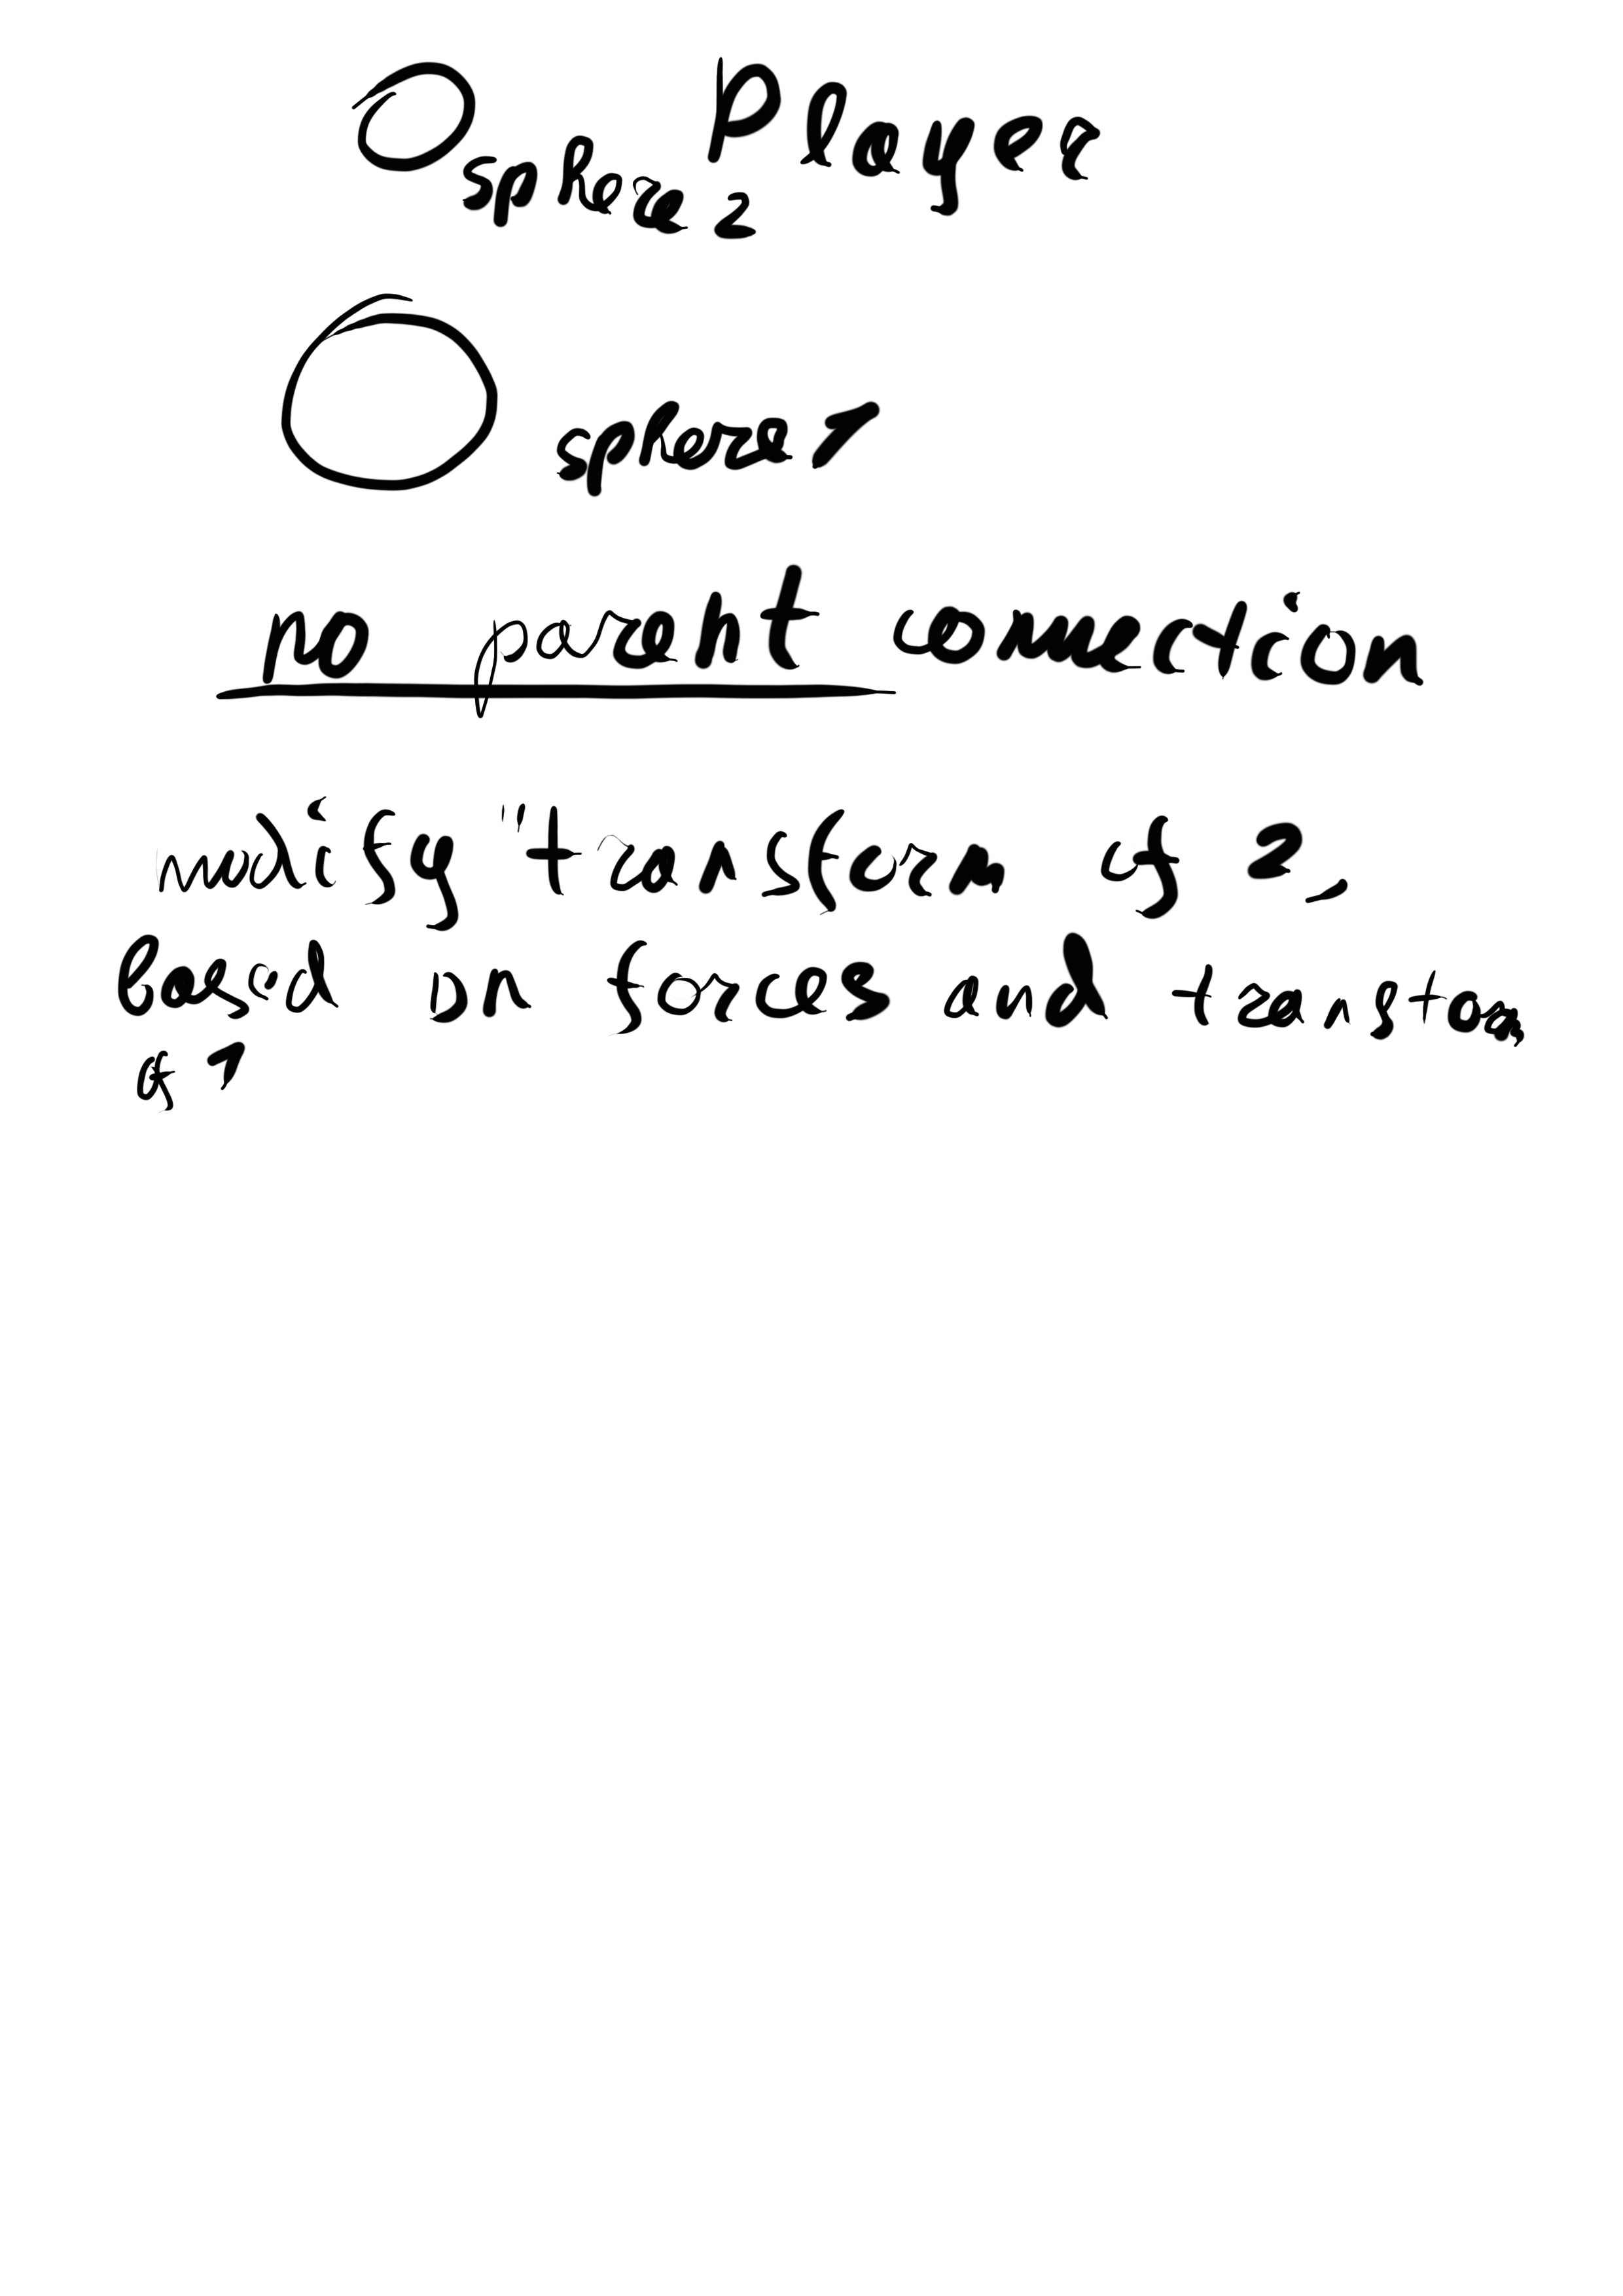 Player
sphere 2
sphere 1
no parent connection
modify "transform of 2
based on forces and transform
of 1